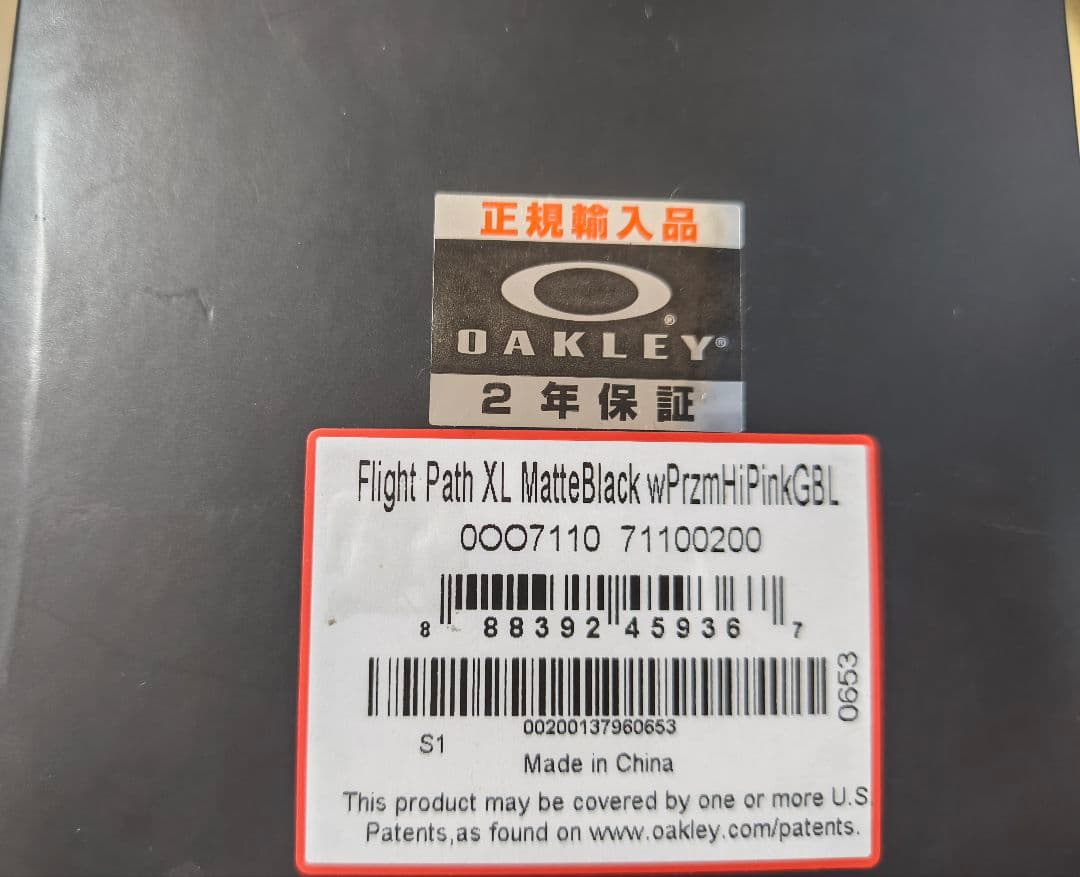 正規輸入品
OAKLEY®
2年保証
Flight Path XL MatteBlack wPrzmHiPinkGBL
0OO7110 71100200
8 88392 45936 7
0653
00200137960653
S1
Made in China
This product may be covered by one or more U.S.
Patents,as found on www.oakley.com/patents.